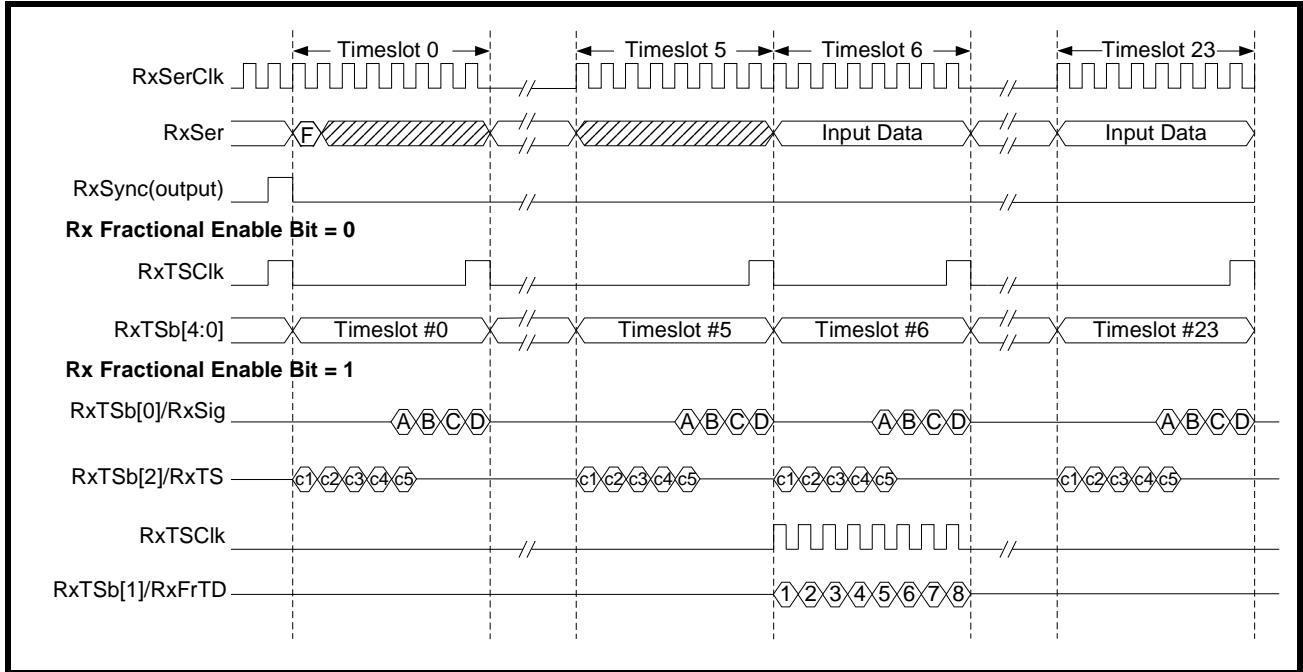 Timeslot 0 Timeslot 5 Timeslot 6 Timeslot 23
RxSerClk
RxSer F Input Data Input Data
RxSync(output)
Rx Fractional Enable Bit = 0
RxTSClk
RxTSb[4:0] Timeslot #0 Timeslot #5 Timeslot #6 Timeslot #23
Rx Fractional Enable Bit = 1
RxTSb[0]/RxSig A B C D A B C D A B C D A B C D
RxTSb[2]/RxTS c1 c2 c3 c4 c5 c1 c2 c3 c4 c5 c1 c2 c3 c4 c5 c1 c2 c3 c4 c5
RxTSClk
RxTSb[1]/RxFrTD 1 2 3 4 5 6 7 8